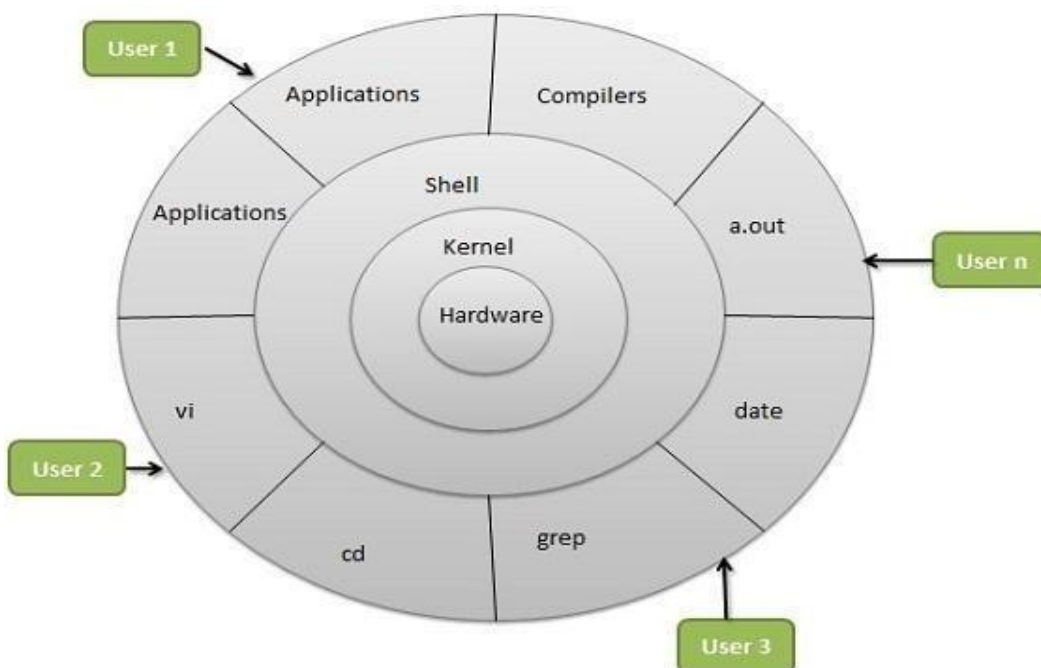 User 1
Applications
Compilers
Shell
Applications
a.out
Kernel
User n
Hardware
vi
date
User 2
cd
grep
User 3